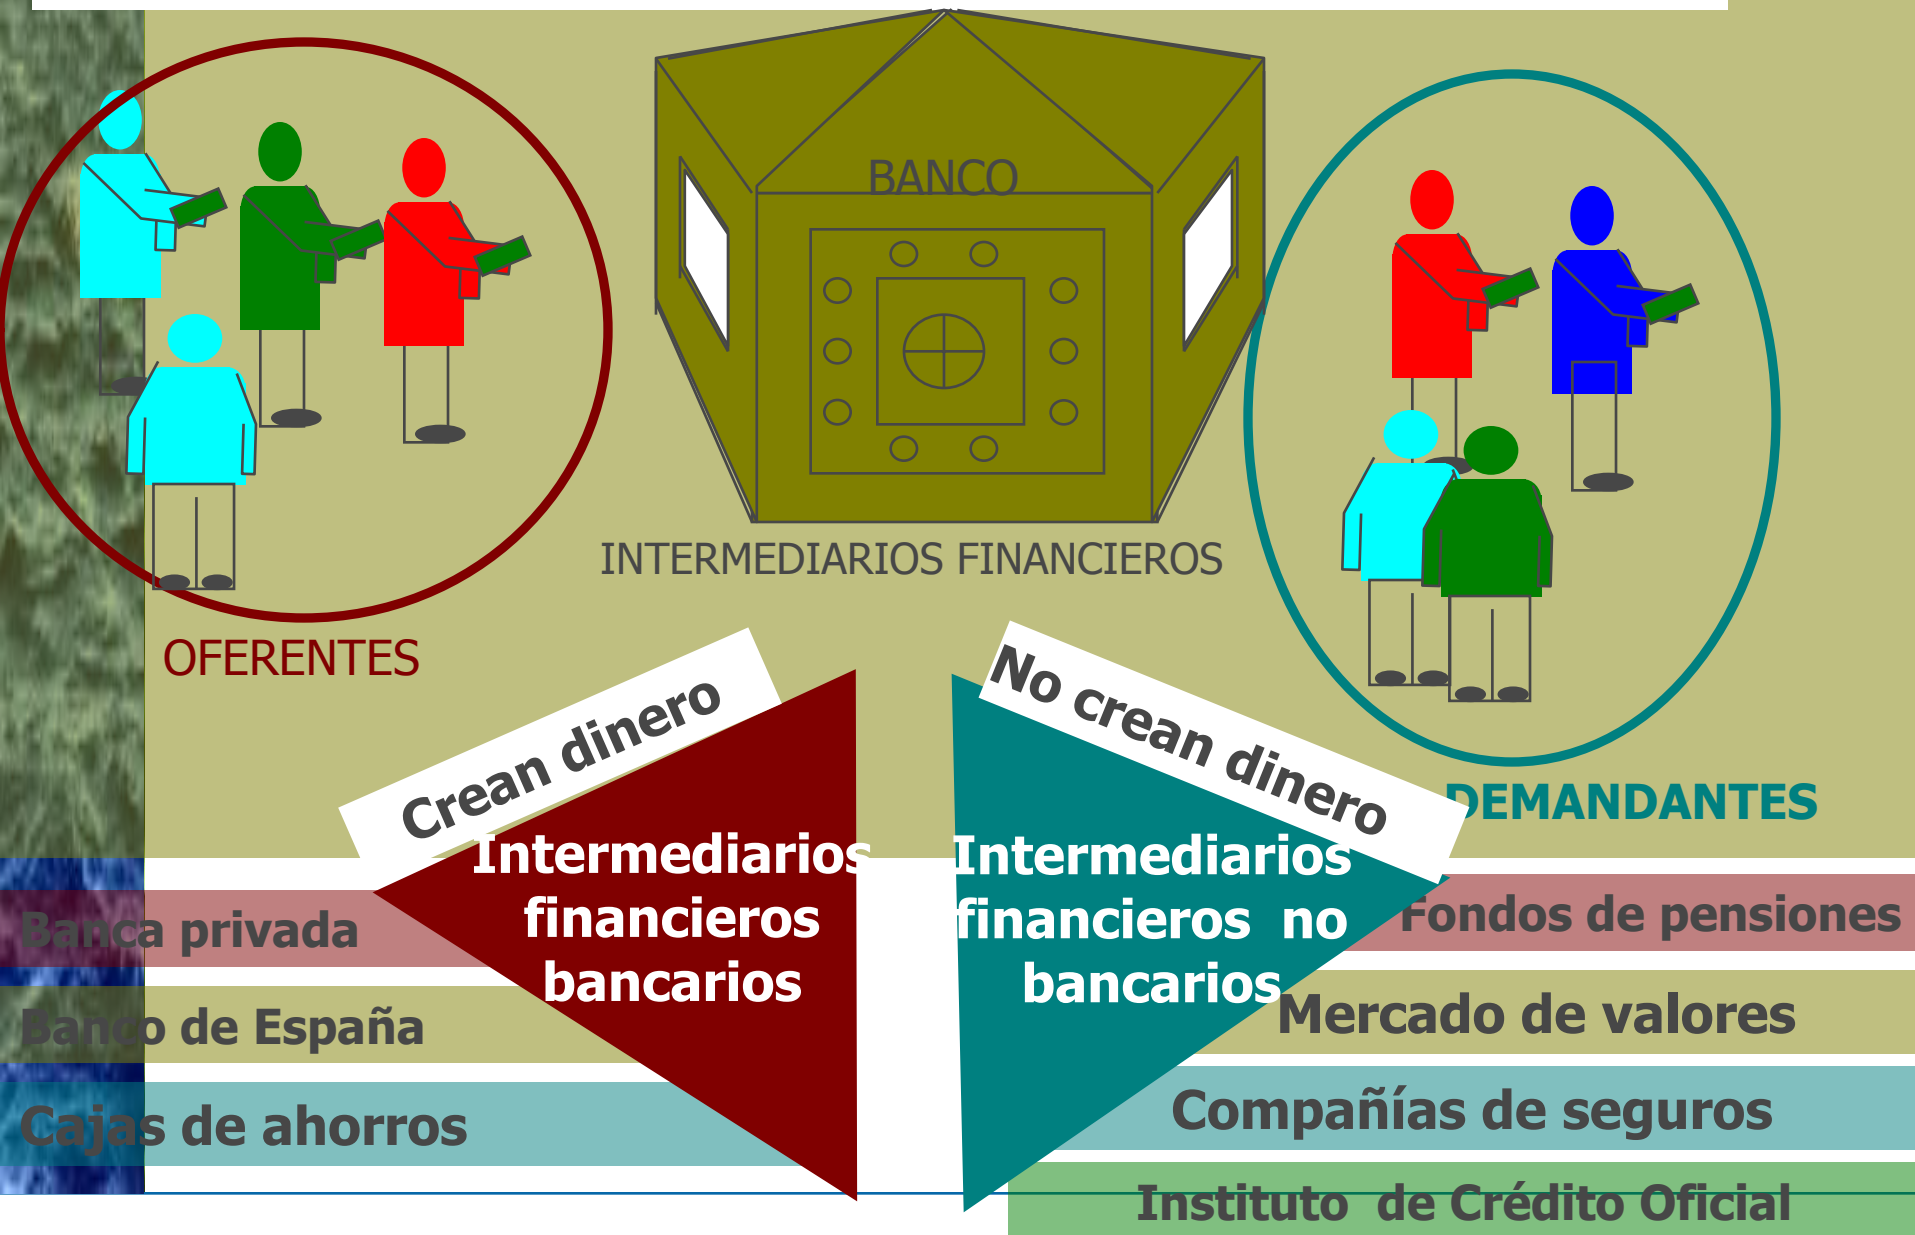 BANCO
INTERMEDIARIOS FINANCIEROS
OFERENTES
DEMANDANTES
Crean dinero
No crean dinero
Intermediarios
financieros
bancarios
Intermediarios
financieros no
bancarios
Banca privada
Banco de España
Cajas de ahorros
Fondos de pensiones
Mercado de valores
Compañías de seguros
Instituto de Crédito Oficial